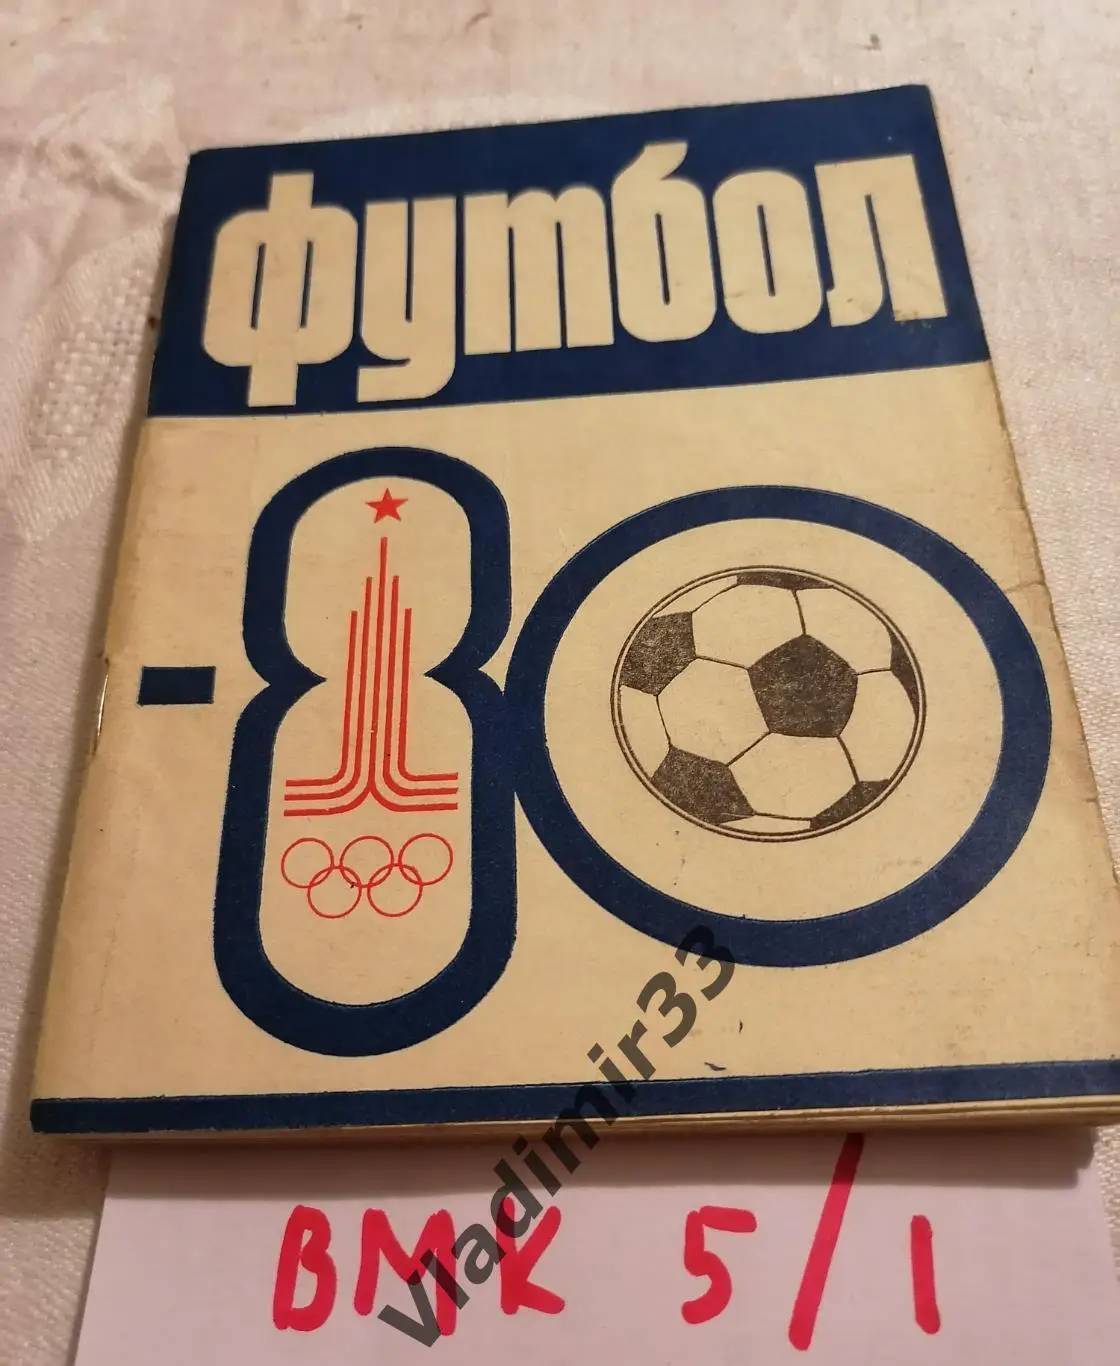 футбол
-80
ВМК 5/1
vladimir33